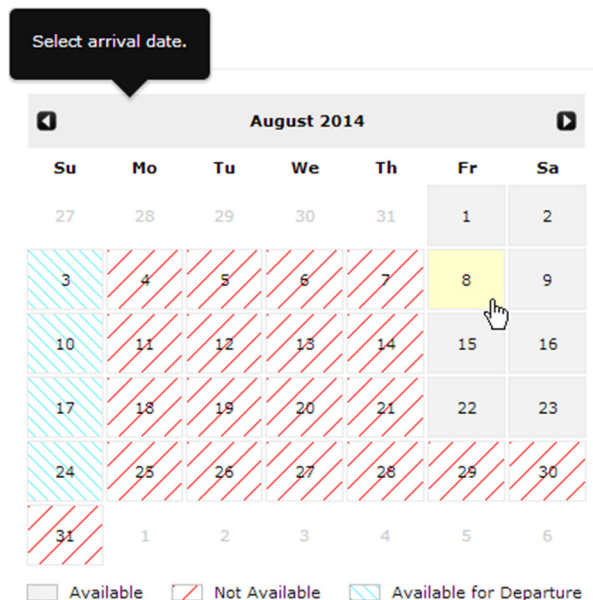 Select arrival date.
August 2014
Su Mo Tu We Th Fr Sa
27 28 29 30 31 1 2
3 4 5 6 7 8 9
10 11 12 13 14 15 16
17 18 19 20 21 22 23
24 25 26 27 28 29 30
31 1 2 3 4 5 6
Available Not Available Available for Departure